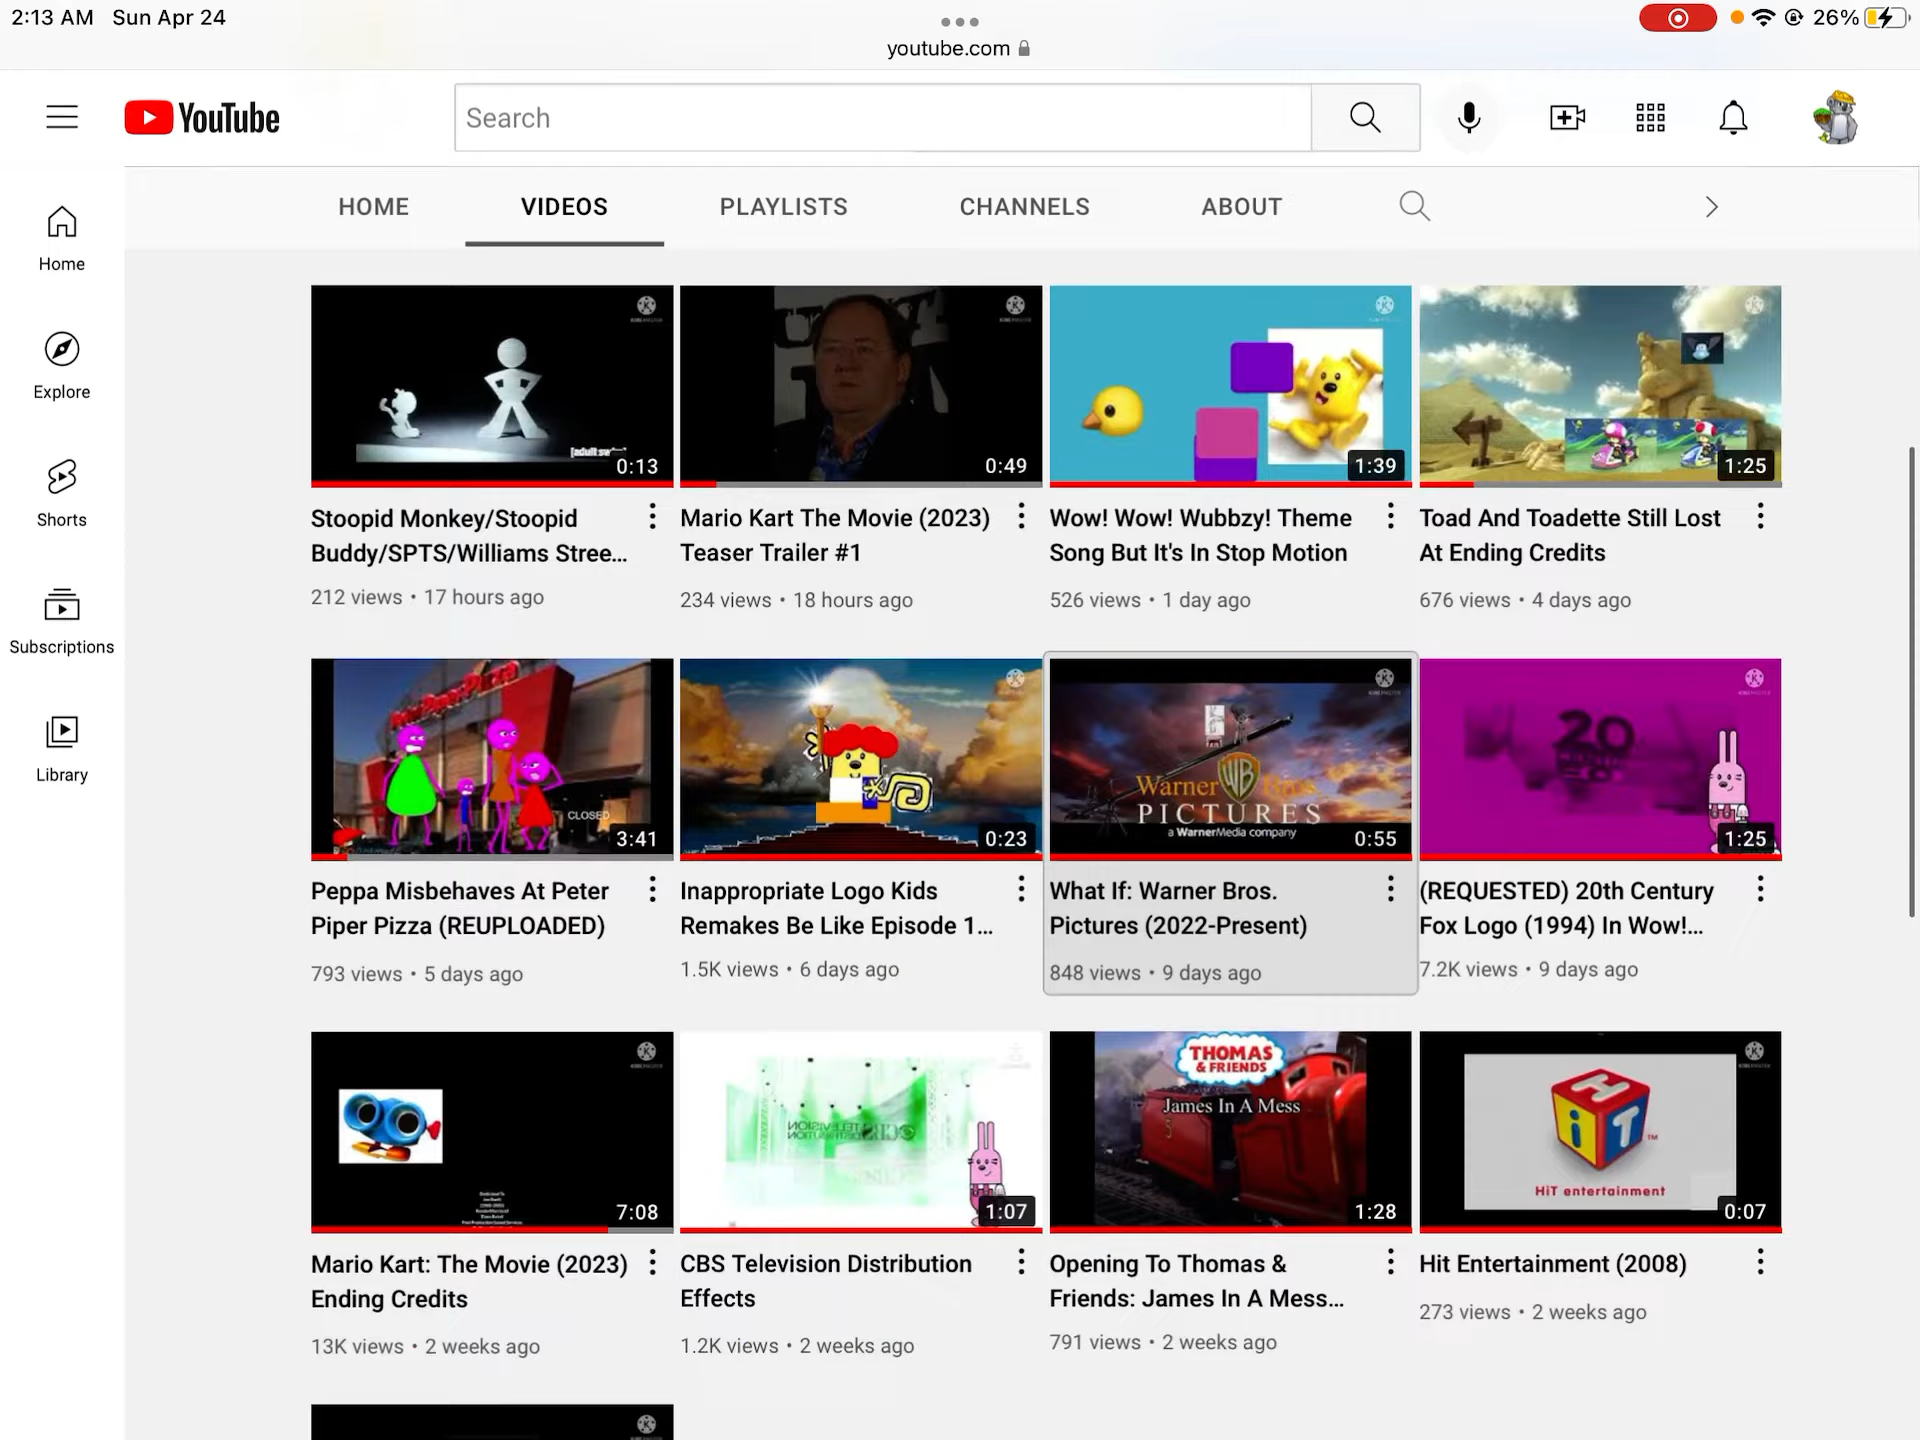 2:13 AM Sun Apr 24
26%
youtube.com
YouTube
Search
HOME
VIDEOS
PLAYLISTS
CHANNELS
ABOUT
Home
Explore
Shorts
Subscriptions
Library
0:13
Stoopid Monkey/Stoopid
Buddy/SPTS/Williams Stree...
212 views • 17 hours ago
0:49
Mario Kart The Movie (2023)
Teaser Trailer #1
234 views • 18 hours ago
1:39
Wow! Wow! Wubbzy! Theme
Song But It's In Stop Motion
526 views • 1 day ago
1:25
Toad And Toadette Still Lost
At Ending Credits
676 views • 4 days ago
Peter Piper Pizza
CLOSED
3:41
Peppa Misbehaves At Peter
Piper Pizza (REUPLOADED)
793 views • 5 days ago
0:23
Inappropriate Logo Kids
Remakes Be Like Episode 1...
1.5K views • 6 days ago
Warner Bros.
PICTURES
a WarnerMedia company
0:55
What If: Warner Bros.
Pictures (2022-Present)
848 views • 9 days ago
20
1:25
(REQUESTED) 20th Century
Fox Logo (1994) In Wow!...
7.2K views • 9 days ago
7:08
Mario Kart: The Movie (2023)
Ending Credits
13K views • 2 weeks ago
1:07
CBS Television Distribution
Effects
1.2K views • 2 weeks ago
THOMAS
& FRIENDS
James In A Mess
1:28
Opening To Thomas &
Friends: James In A Mess...
791 views • 2 weeks ago
HiT
HiT entertainment
0:07
Hit Entertainment (2008)
273 views • 2 weeks ago